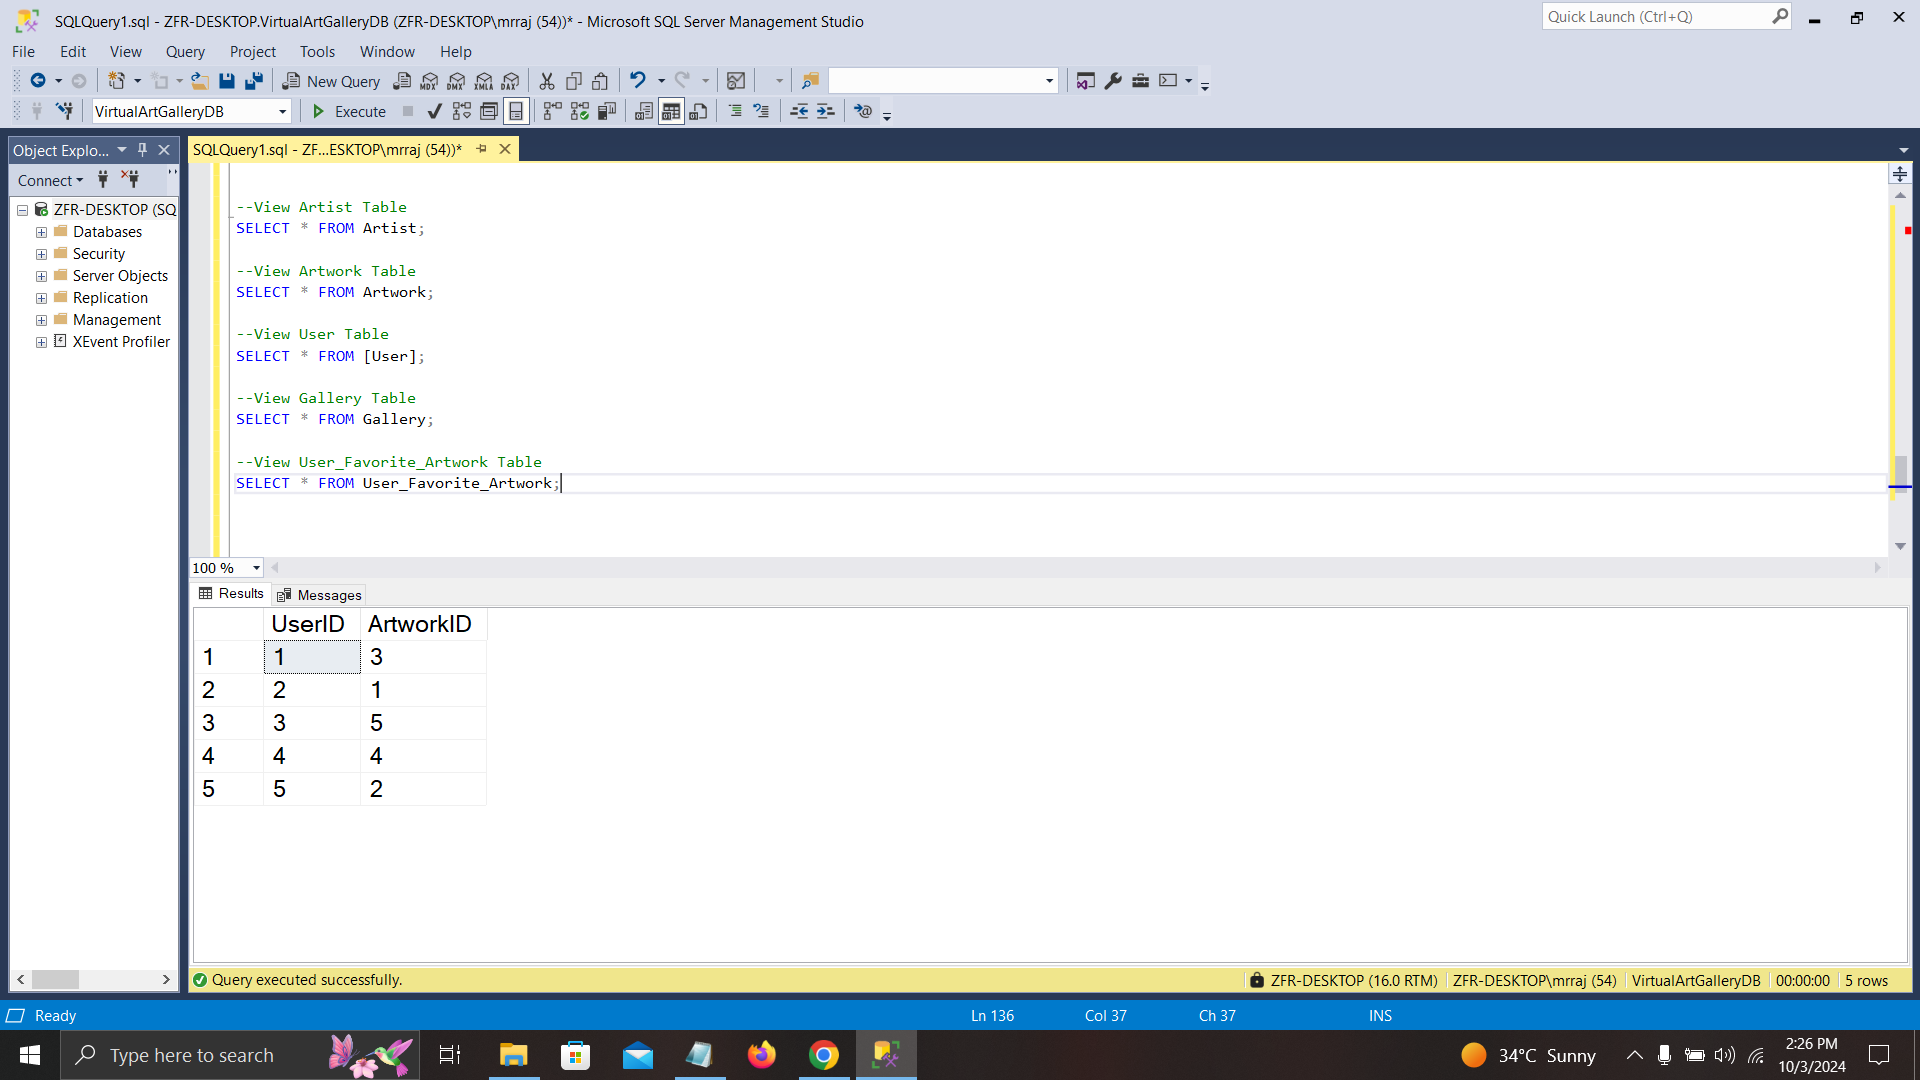 SQLQuery1.sql - ZFR-DESKTOP.VirtualArtGalleryDB (ZFR-DESKTOP\mrraj (54))* - Microsoft SQL Server Management Studio
Quick Launch (Ctrl+Q)
File Edit View Query Project Tools Window Help
New Query MDX DMX XMLA DAX
VirtualArtGalleryDB Execute
Object Explo...
SQLQuery1.sql - ZF...ESKTOP\mrraj (54))*
Connect
ZFR-DESKTOP (SQ
Databases
Security
Server Objects
Replication
Management
XEvent Profiler
--View Artist Table
SELECT * FROM Artist;
--View Artwork Table
SELECT * FROM Artwork;
--View User Table
SELECT * FROM [User];
--View Gallery Table
SELECT * FROM Gallery;
--View User_Favorite_Artwork Table
SELECT * FROM User_Favorite_Artwork;
100 %
Results Messages
UserID ArtworkID
1 1 3
2 2 1
3 3 5
4 4 4
5 5 2
Query executed successfully.
ZFR-DESKTOP (16.0 RTM) ZFR-DESKTOP\mrraj (54) VirtualArtGalleryDB 00:00:00 5 rows
Ready Ln 136 Col 37 Ch 37 INS
Type here to search
34°C Sunny
2:26 PM
10/3/2024